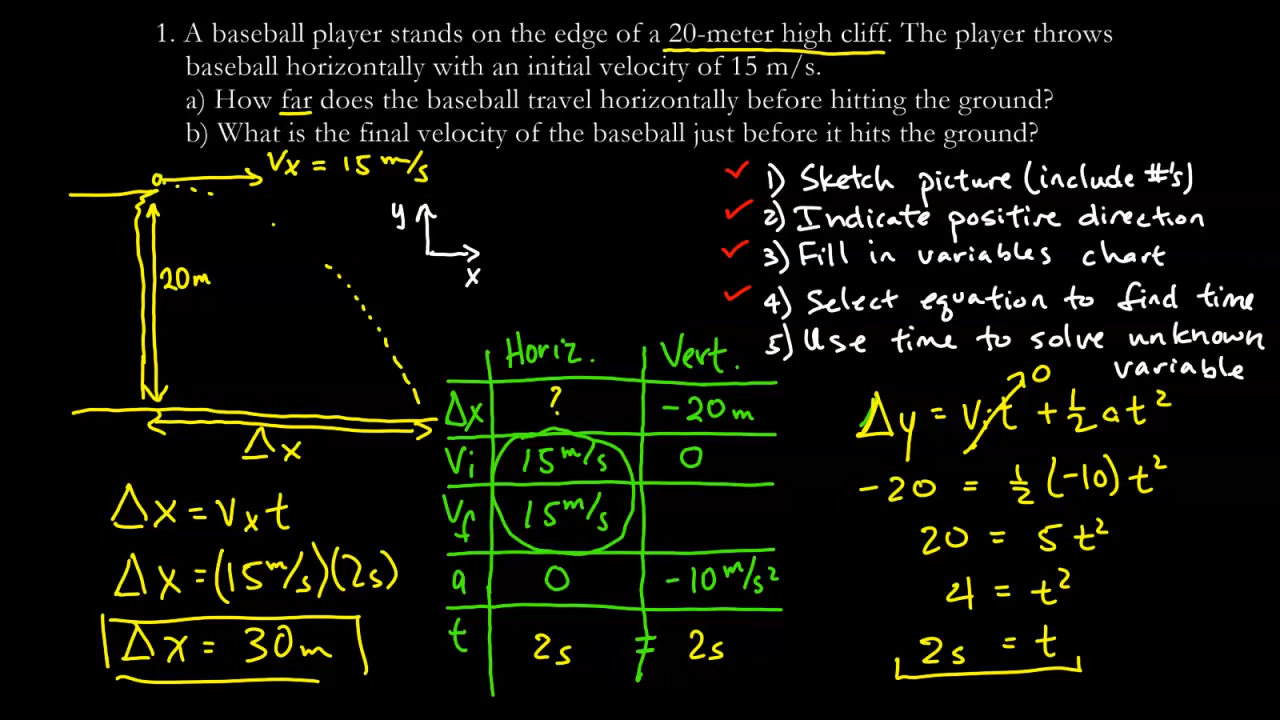 1. A baseball player stands on the edge of a 20-meter high cliff. The player throws
baseball horizontally with an initial velocity of 15 m/s.
a) How far does the baseball travel horizontally before hitting the ground?
b) What is the final velocity of the baseball just before it hits the ground?
Vx = 15 m/s
20m
Δx
y
x
1) Sketch picture (include #'s)
2) Indicate positive direction
3) Fill in variables chart
4) Select equation to find time
5) Use time to solve unknown
variable
Horiz. Vert.
Δx ? -20m
Vi 15 m/s 0
Vf 15 m/s
a 0 -10 m/s²
t 2s = 2s
Δx = Vx t
Δx = (15 m/s)(2s)
Δx = 30m
0
Δy = Vit + ½ at²
-20 = ½ (-10) t²
20 = 5t²
4 = t²
2s = t